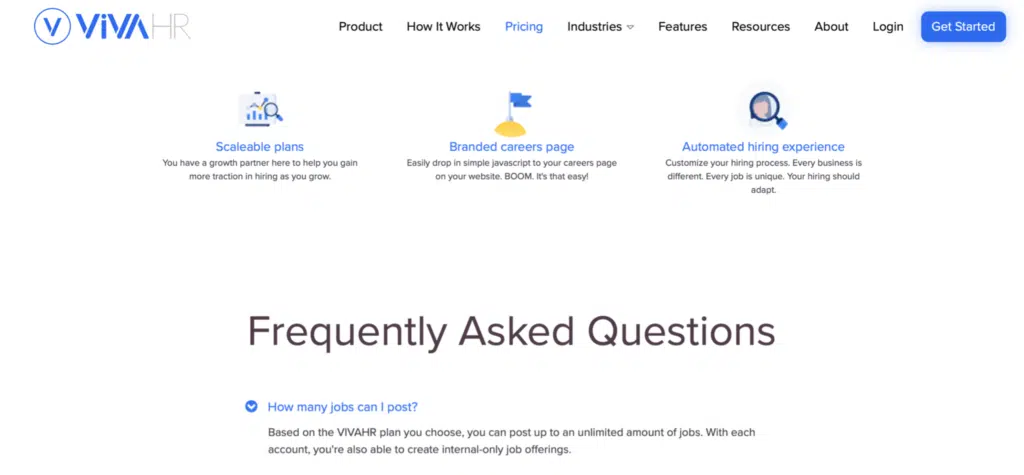 ViVAHR
Product How It Works Pricing Industries Features Resources About Login Get Started
Scaleable plans
You have a growth partner here to help you gain
more traction in hiring as you grow.
Branded careers page
Easily drop in simple javascript to your careers page
on your website. BOOM. It's that easy!
Automated hiring experience
Customize your hiring process. Every business is
different. Every job is unique. Your hiring should
adapt.
Frequently Asked Questions
How many jobs can I post?
Based on the VIVAHR plan you choose, you can post up to an unlimited amount of jobs. With each
account, you're also able to create internal-only job offerings.